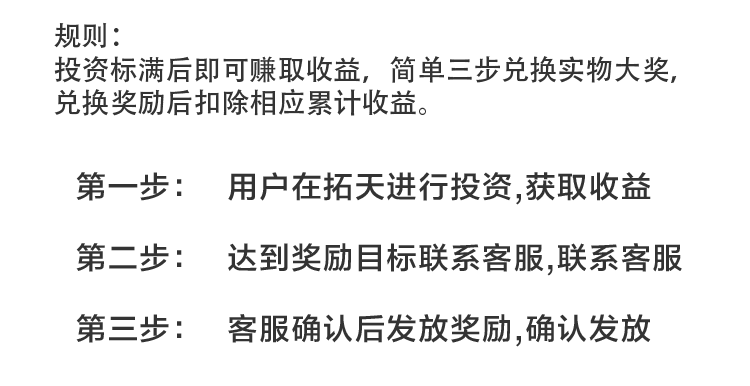 规则：
投资标满后即可赚取收益，简单三步兑换实物大奖，
兑换奖励后扣除相应累计收益。
第一步： 用户在拓天进行投资,获取收益
第二步： 达到奖励目标联系客服,联系客服
第三步： 客服确认后发放奖励,确认发放